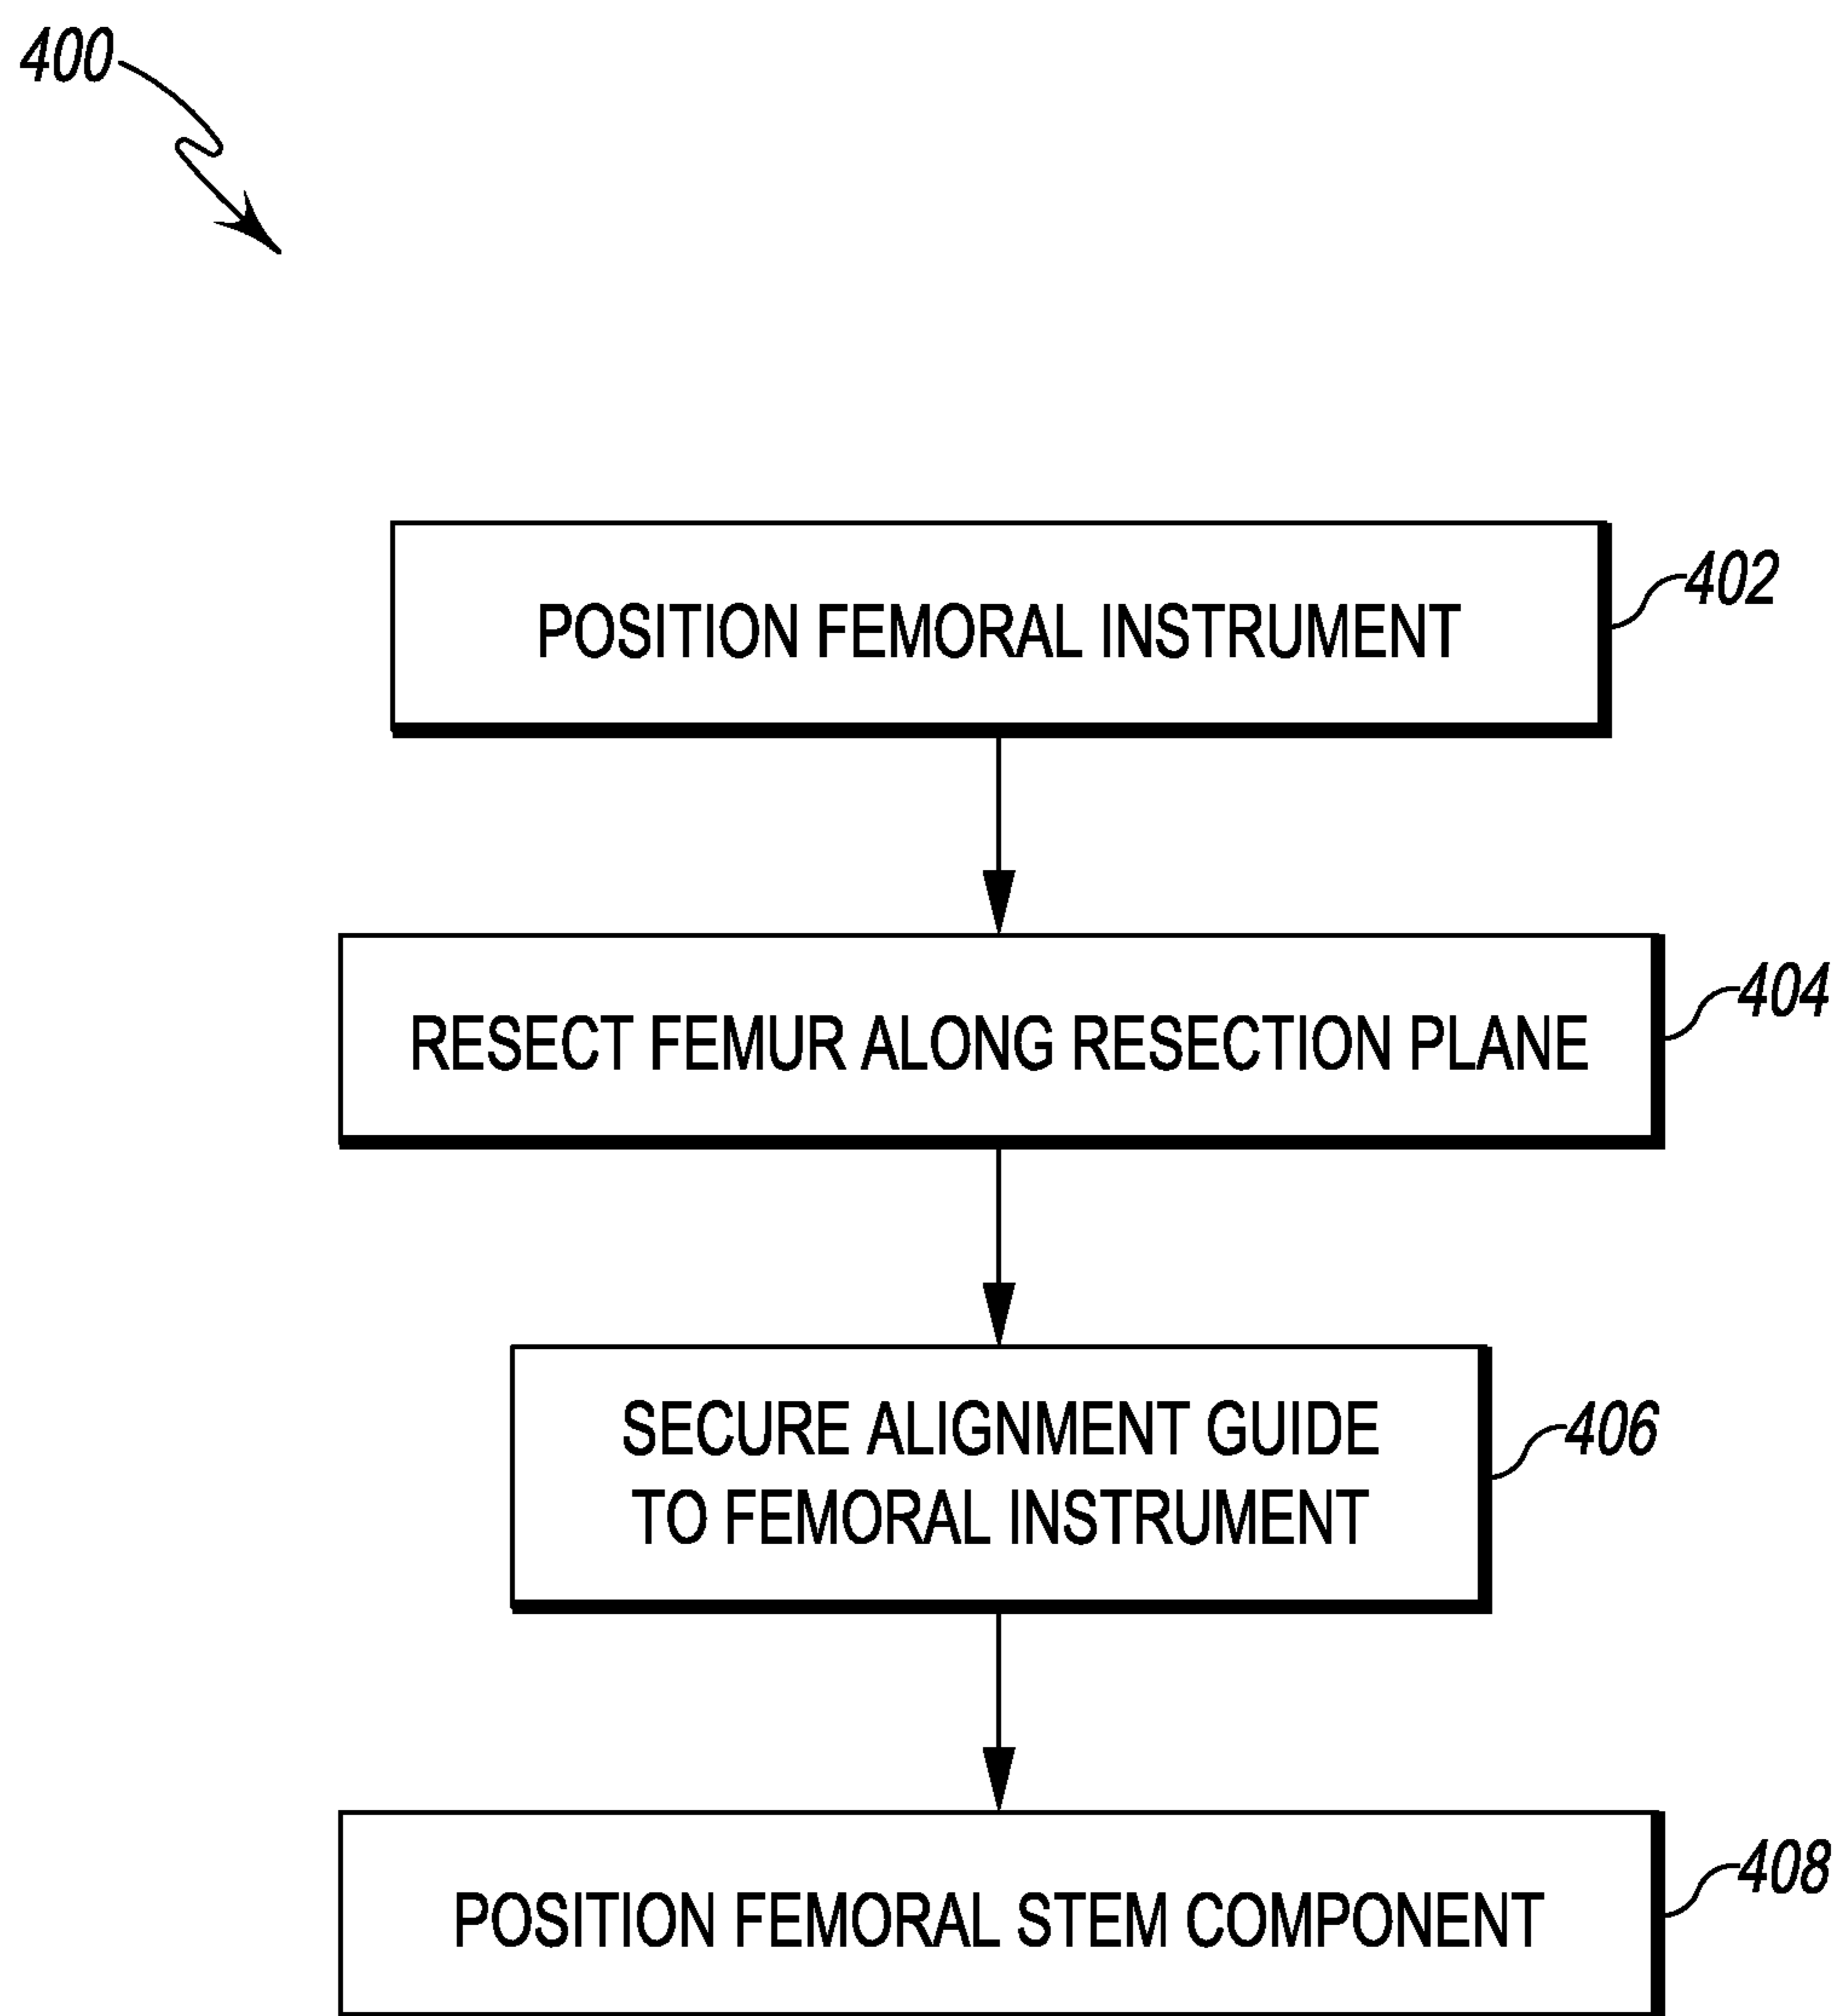 400
POSITION FEMORAL INSTRUMENT
402
RESECT FEMUR ALONG RESECTION PLANE
404
SECURE ALIGNMENT GUIDE
TO FEMORAL INSTRUMENT
406
POSITION FEMORAL STEM COMPONENT
408